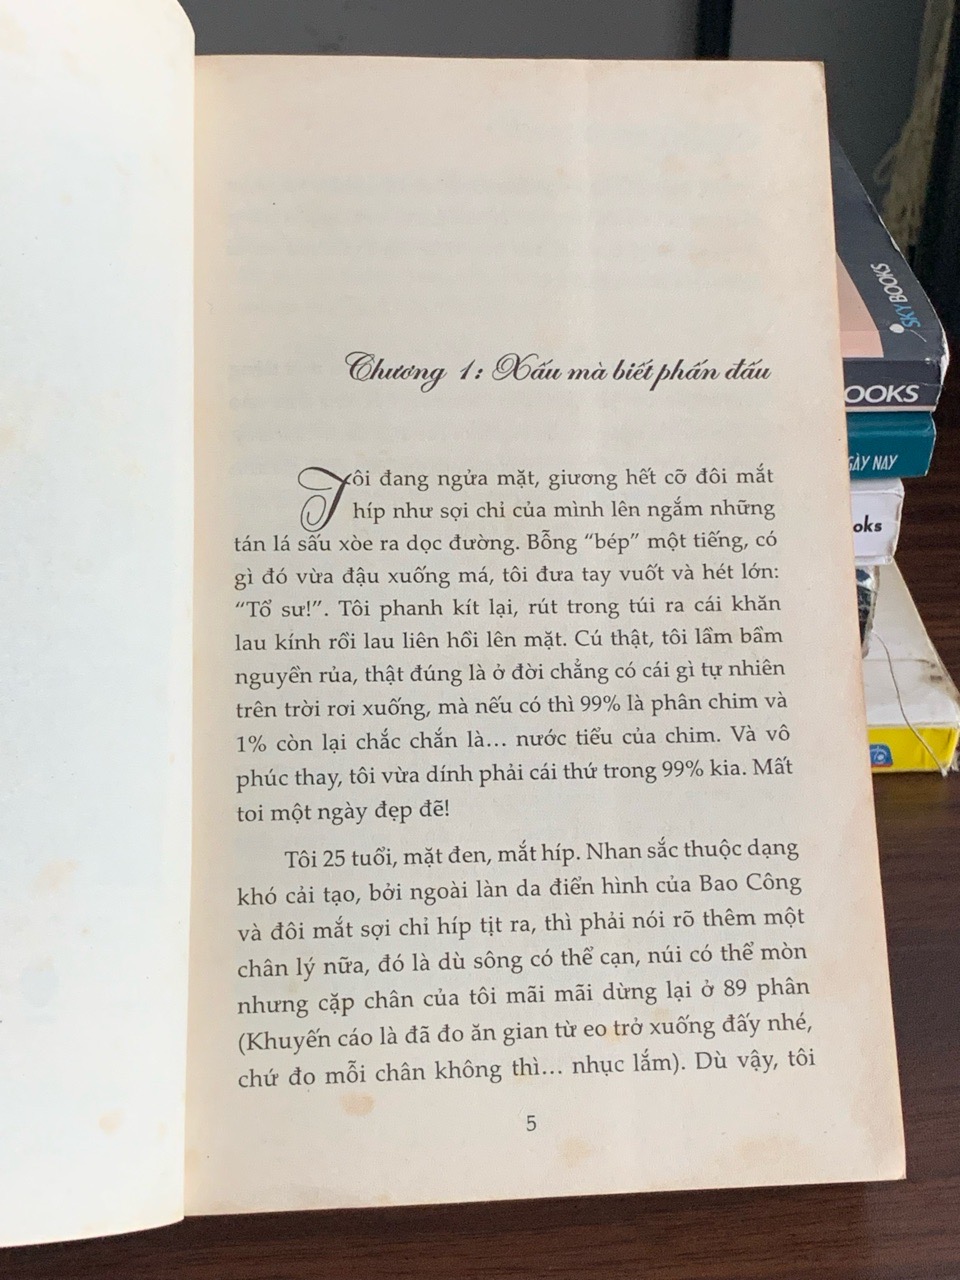 Chương 1: Xấu mà biết phấn đấu
Tôi đang ngửa mặt, giương hết cỡ đôi mắt
híp như sợi chỉ của mình lên ngắm những
tán lá sấu xòe ra dọc đường. Bỗng “bép” một tiếng, có
gì đó vừa đậu xuống má, tôi đưa tay vuốt và hét lớn:
“Tổ sư!”. Tôi phanh kít lại, rút trong túi ra cái khăn
lau kính rồi lau liên hồi lên mặt. Cú thật, tôi lầm bầm
nguyền rủa, thật đúng là ở đời chẳng có cái gì tự nhiên
trên trời rơi xuống, mà nếu có thì 99% là phân chim và
1% còn lại chắc chắn là... nước tiểu của chim. Và vô
phúc thay, tôi vừa dính phải cái thứ trong 99% kia. Mất
toi một ngày đẹp đẽ!
Tôi 25 tuổi, mặt đen, mắt híp. Nhan sắc thuộc dạng
khó cải tạo, bởi ngoài làn da điển hình của Bao Công
và đôi mắt sợi chỉ híp tịt ra, thì phải nói rõ thêm một
chân lý nữa, đó là dù sông có thể cạn, núi có thể mòn
nhưng cặp chân của tôi mãi mãi dừng lại ở 89 phân
(Khuyến cáo là đã đo ăn gian từ eo trở xuống đấy nhé,
chứ đo mỗi chân không thì... nhục lắm). Dù vậy, tôi
5
SKYBOOKS
OOKS
GÀY NAY
oks